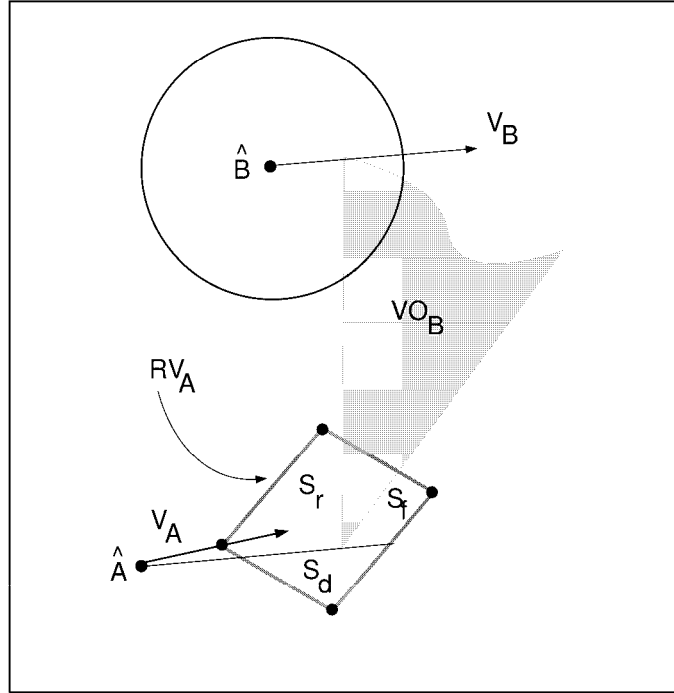 V_B
^B
VO_B
RV_A
S_r
S_f
V_A
^A
S_d